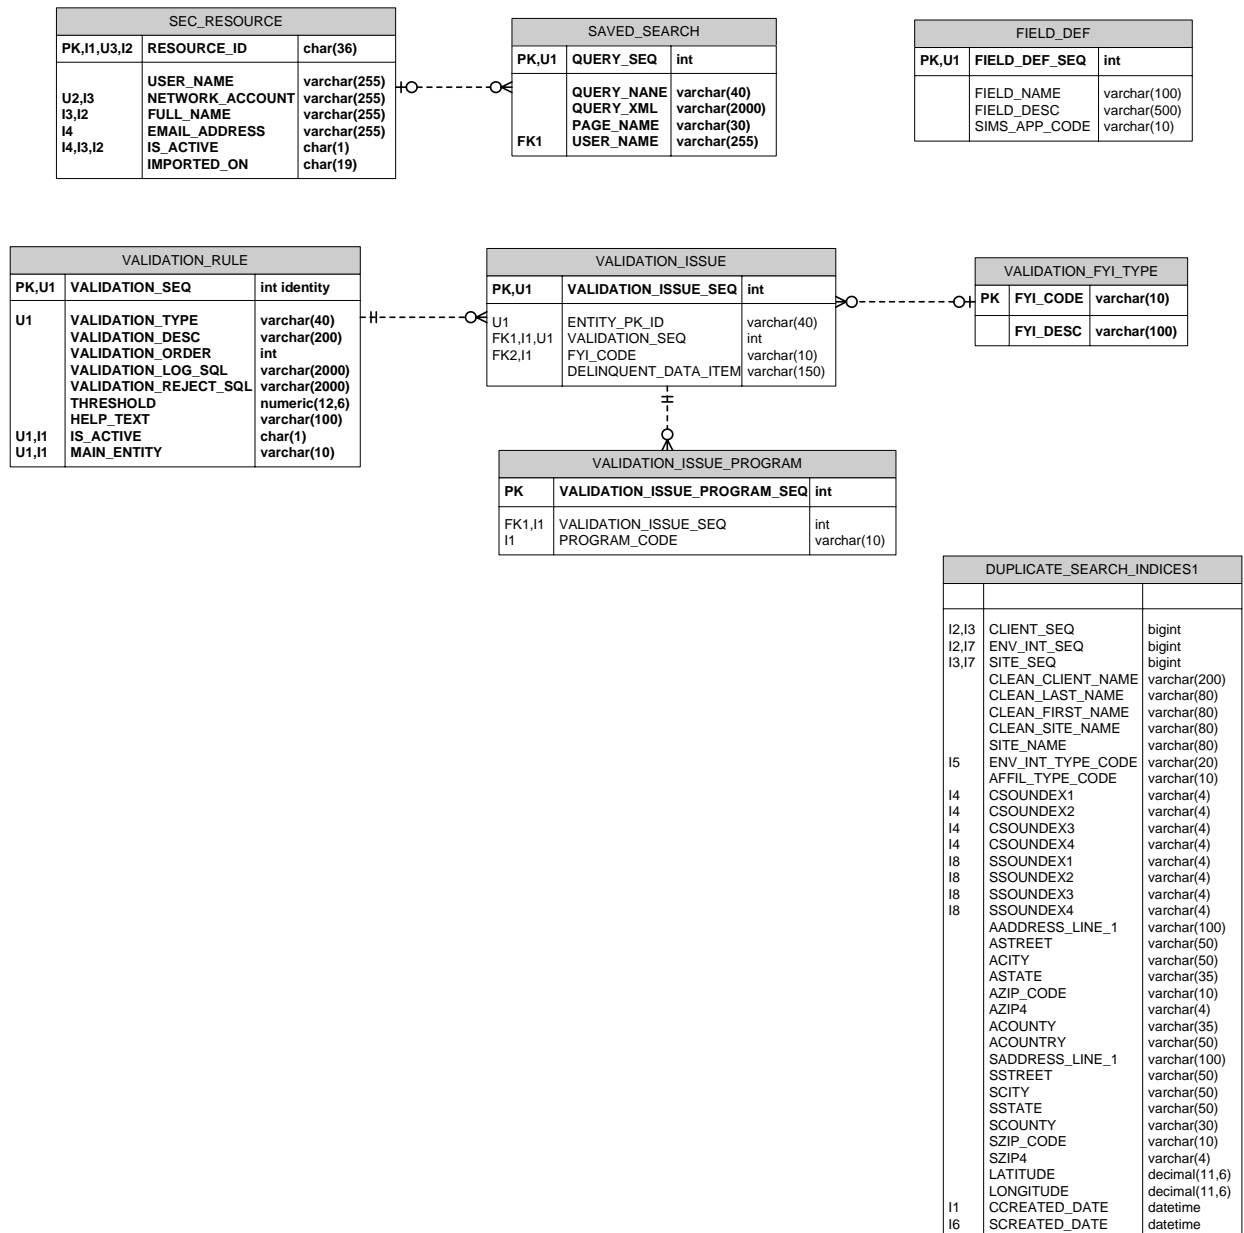 SEC_RESOURCE
PK,I1,U3,I2 RESOURCE_ID char(36)
USER_NAME varchar(255)
U2,I3 NETWORK_ACCOUNT varchar(255)
I3,I2 FULL_NAME varchar(255)
I4 EMAIL_ADDRESS varchar(255)
I4,I3,I2 IS_ACTIVE char(1)
IMPORTED_ON char(19)
SAVED_SEARCH
PK,U1 QUERY_SEQ int
QUERY_NANE varchar(40)
QUERY_XML varchar(2000)
PAGE_NAME varchar(30)
FK1 USER_NAME varchar(255)
FIELD_DEF
PK,U1 FIELD_DEF_SEQ int
FIELD_NAME varchar(100)
FIELD_DESC varchar(500)
SIMS_APP_CODE varchar(10)
VALIDATION_RULE
PK,U1 VALIDATION_SEQ int identity
U1 VALIDATION_TYPE varchar(40)
VALIDATION_DESC varchar(200)
VALIDATION_ORDER int
VALIDATION_LOG_SQL varchar(2000)
VALIDATION_REJECT_SQL varchar(2000)
THRESHOLD numeric(12,6)
HELP_TEXT varchar(100)
U1,I1 IS_ACTIVE char(1)
U1,I1 MAIN_ENTITY varchar(10)
VALIDATION_ISSUE
PK,U1 VALIDATION_ISSUE_SEQ int
U1 ENTITY_PK_ID varchar(40)
FK1,I1,U1 VALIDATION_SEQ int
FK2,I1 FYI_CODE varchar(10)
DELINQUENT_DATA_ITEM varchar(150)
VALIDATION_FYI_TYPE
PK FYI_CODE varchar(10)
FYI_DESC varchar(100)
VALIDATION_ISSUE_PROGRAM
PK VALIDATION_ISSUE_PROGRAM_SEQ int
FK1,I1 VALIDATION_ISSUE_SEQ int
I1 PROGRAM_CODE varchar(10)
DUPLICATE_SEARCH_INDICES1
I2,I3 CLIENT_SEQ bigint
I2,I7 ENV_INT_SEQ bigint
I3,I7 SITE_SEQ bigint
CLEAN_CLIENT_NAME varchar(200)
CLEAN_LAST_NAME varchar(80)
CLEAN_FIRST_NAME varchar(80)
CLEAN_SITE_NAME varchar(80)
SITE_NAME varchar(80)
I5 ENV_INT_TYPE_CODE varchar(20)
AFFIL_TYPE_CODE varchar(10)
I4 CSOUNDEX1 varchar(4)
I4 CSOUNDEX2 varchar(4)
I4 CSOUNDEX3 varchar(4)
I4 CSOUNDEX4 varchar(4)
I8 SSOUNDEX1 varchar(4)
I8 SSOUNDEX2 varchar(4)
I8 SSOUNDEX3 varchar(4)
I8 SSOUNDEX4 varchar(4)
AADDRESS_LINE_1 varchar(100)
ASTREET varchar(50)
ACITY varchar(50)
ASTATE varchar(35)
AZIP_CODE varchar(10)
AZIP4 varchar(4)
ACOUNTY varchar(35)
ACOUNTRY varchar(50)
SADDRESS_LINE_1 varchar(100)
SSTREET varchar(50)
SCITY varchar(50)
SSTATE varchar(50)
SCOUNTY varchar(30)
SZIP_CODE varchar(10)
SZIP4 varchar(4)
LATITUDE decimal(11,6)
LONGITUDE decimal(11,6)
I1 CCREATED_DATE datetime
I6 SCREATED_DATE datetime